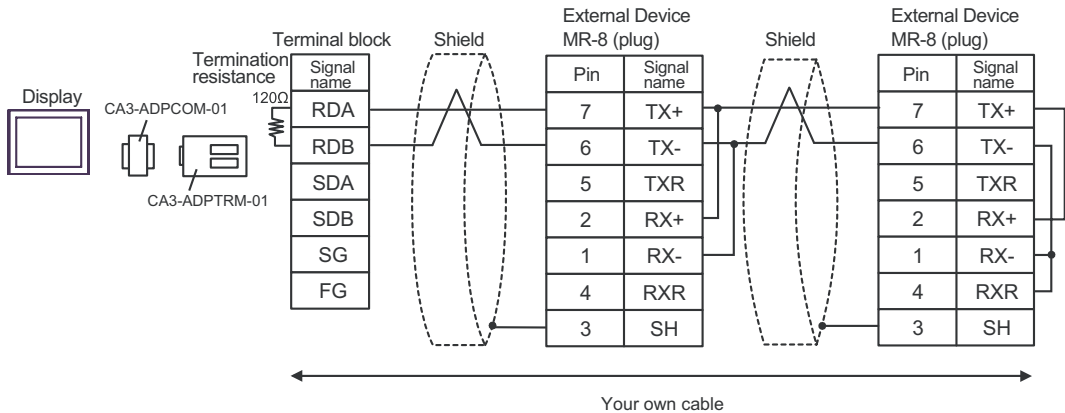 Display
CA3-ADPCOM-01
CA3-ADPTRM-01
Termination
resistance
120Ω
Terminal block
Signal
name
RDA
RDB
SDA
SDB
SG
FG
Shield
External Device
MR-8 (plug)
Pin Signal
name
7 TX+
6 TX-
5 TXR
2 RX+
1 RX-
4 RXR
3 SH
Shield
External Device
MR-8 (plug)
Pin Signal
name
7 TX+
6 TX-
5 TXR
2 RX+
1 RX-
4 RXR
3 SH
Your own cable